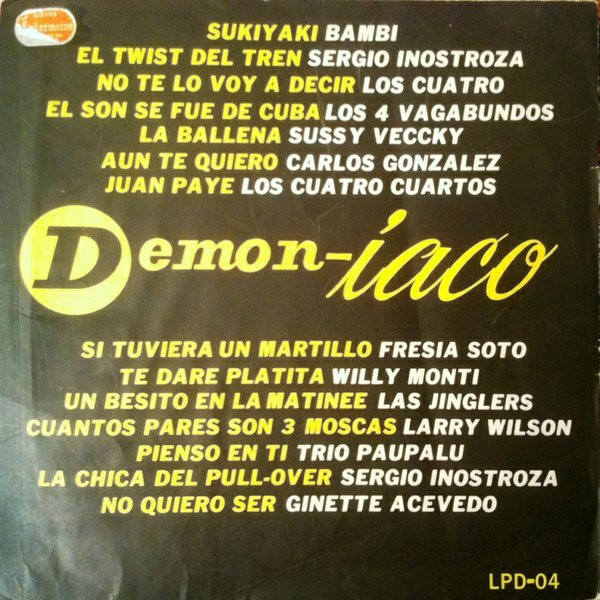 Intermezzo
SUKIYAKI BAMBI
EL TWIST DEL TREN SERGIO INOSTROZA
NO TE LO VOY A DECIR LOS CUATRO
EL SON SE FUE DE CUBA LOS 4 VAGABUNDOS
LA BALLENA SUSSY VECCKY
AUN TE QUIERO CARLOS GONZALEZ
JUAN PAYE LOS CUATRO CUARTOS
Demon-iaco
SI TUVIERA UN MARTILLO FRESIA SOTO
TE DARE PLATITA WILLY MONTI
UN BESITO EN LA MATINEE LAS JINGLERS
CUANTOS PARES SON 3 MOSCAS LARRY WILSON
PIENSO EN TI TRIO PAUPALU
LA CHICA DEL PULL-OVER SERGIO INOSTROZA
NO QUIERO SER GINETTE ACEVEDO
LPD-04